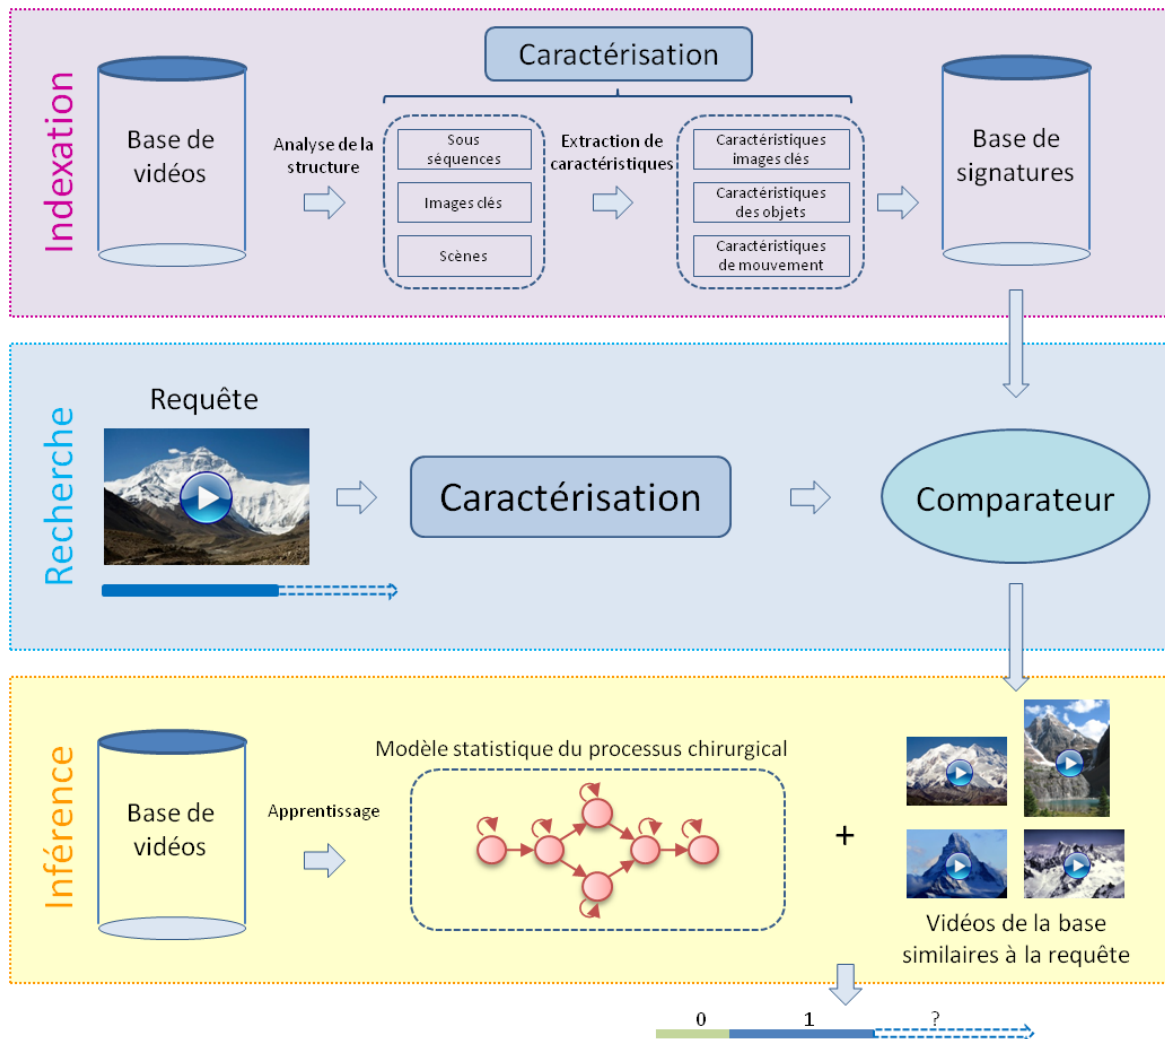 Indexation
Base de
vidéos
Analyse de la
structure
Caractérisation
Sous
séquences
Images clés
Scènes
Extraction de
caractéristiques
Caractéristiques
images clés
Caractéristiques
des objets
Caractéristiques
de mouvement
Base de
signatures
Recherche
Requête
Caractérisation
Comparateur
Inférence
Base de
vidéos
Apprentissage
Modèle statistique du processus chirurgical
+
Vidéos de la base
similaires à la requête
0 1 ?